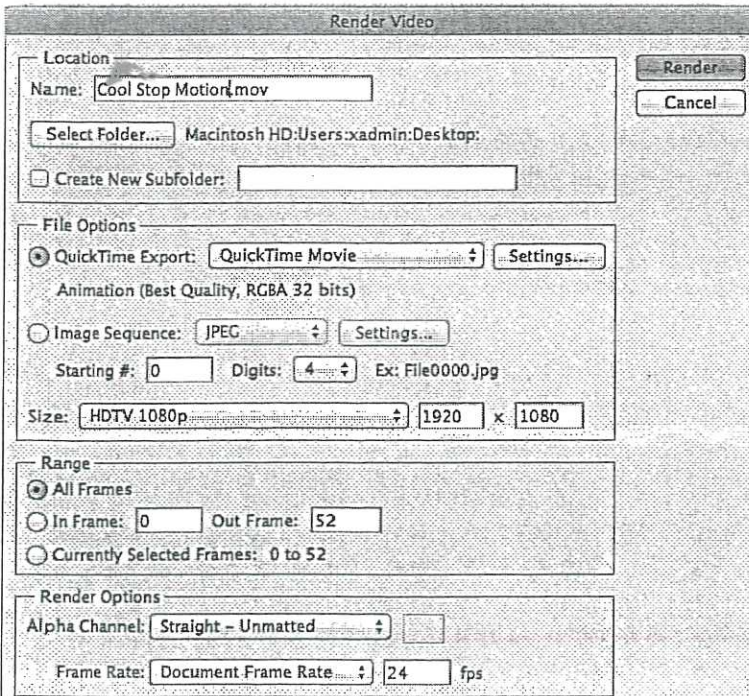 Render Video
Location
Name: Cool Stop Motion.mov
Render
Cancel
Select Folder... Macintosh HD:Users:xadmin:Desktop:
Create New Subfolder:
File Options
QuickTime Export: QuickTime Movie Settings...
Animation (Best Quality, RGBA 32 bits)
Image Sequence: JPEG Settings...
Starting #: 0 Digits: 4 Ex: File0000.jpg
Size: HDTV 1080p 1920 x 1080
Range
All Frames
In Frame: 0 Out Frame: 52
Currently Selected Frames: 0 to 52
Render Options
Alpha Channel: Straight – Unmatted
Frame Rate: Document Frame Rate 24 fps